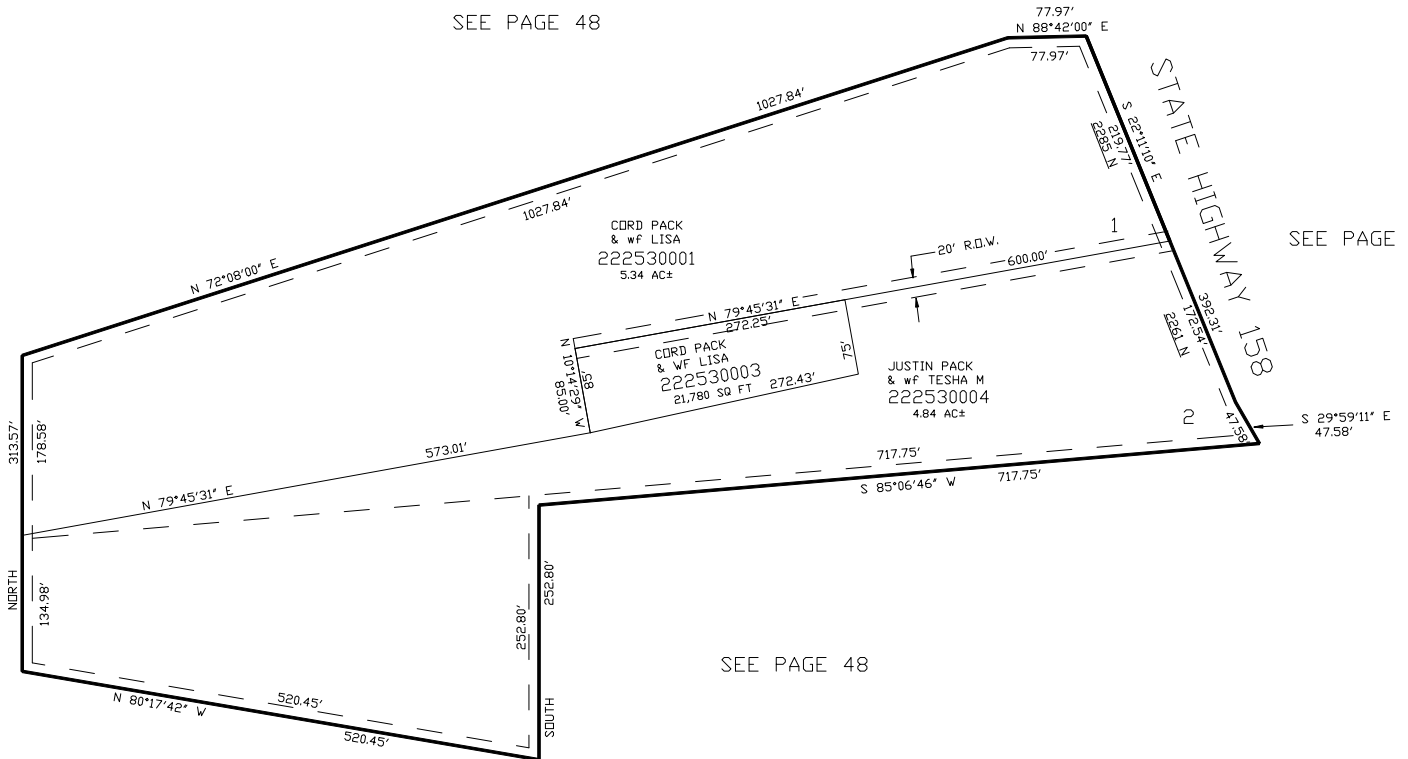 SEE PAGE 48
77.97'
N 88°42'00" E
77.97'
1027.84'
1027.84'
N 72°08'00" E
STATE HIGHWAY 158
S 22°11'10" E
219.77'
2285 N
CORD PACK
& wf LISA
222530001
5.34 AC±
1
20' R.O.W.
600.00'
SEE PAGE
N 79°45'31" E
272.25'
N 10°14'29" W
85.00'
85'
CORD PACK
& WF LISA
222530003
21,780 SQ FT
272.43'
75'
JUSTIN PACK
& wf TESHA M
222530004
4.84 AC±
392.31'
172.54'
2261 N
2
47.58'
S 29°59'11" E
47.58'
313.57'
178.58'
573.01'
N 79°45'31" E
717.75'
717.75'
S 85°06'46" W
NORTH
134.98'
252.80'
252.80'
SOUTH
SEE PAGE 48
520.45'
N 80°17'42" W
520.45'